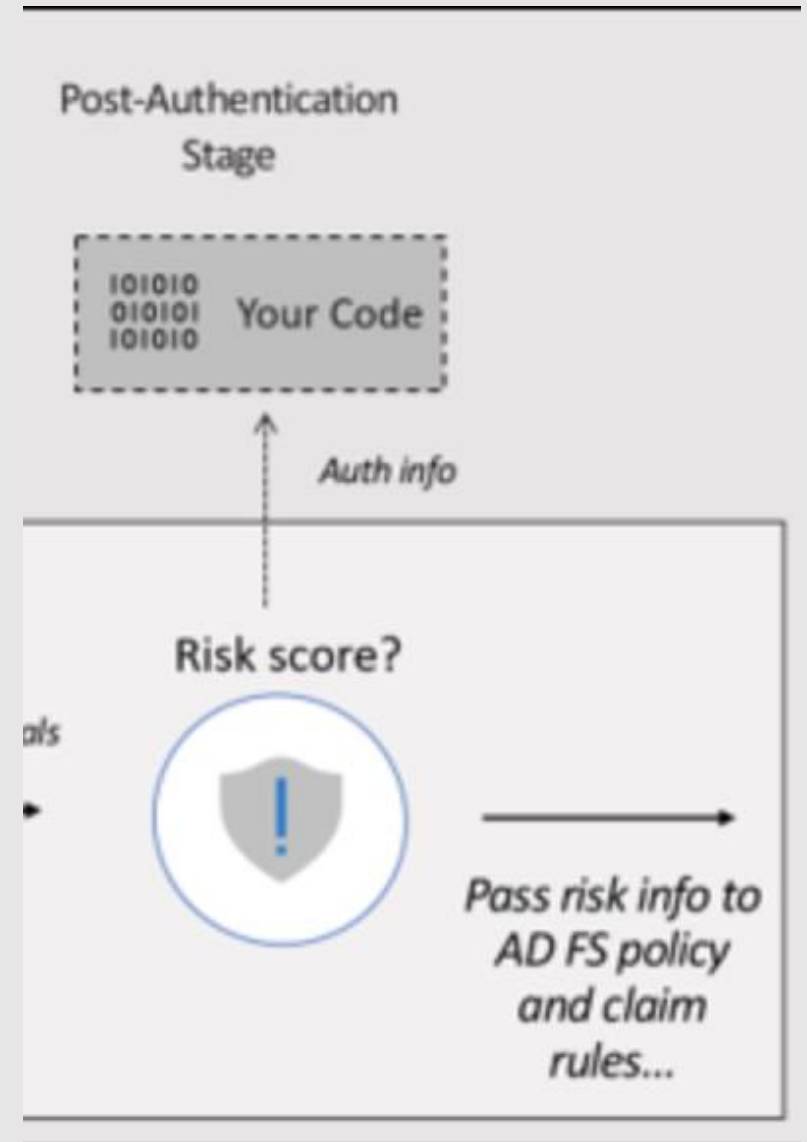 Post-Authentication
Stage
101010
010101
101010
Your Code
Auth info
Risk score?
als
Pass risk info to
AD FS policy
and claim
rules...